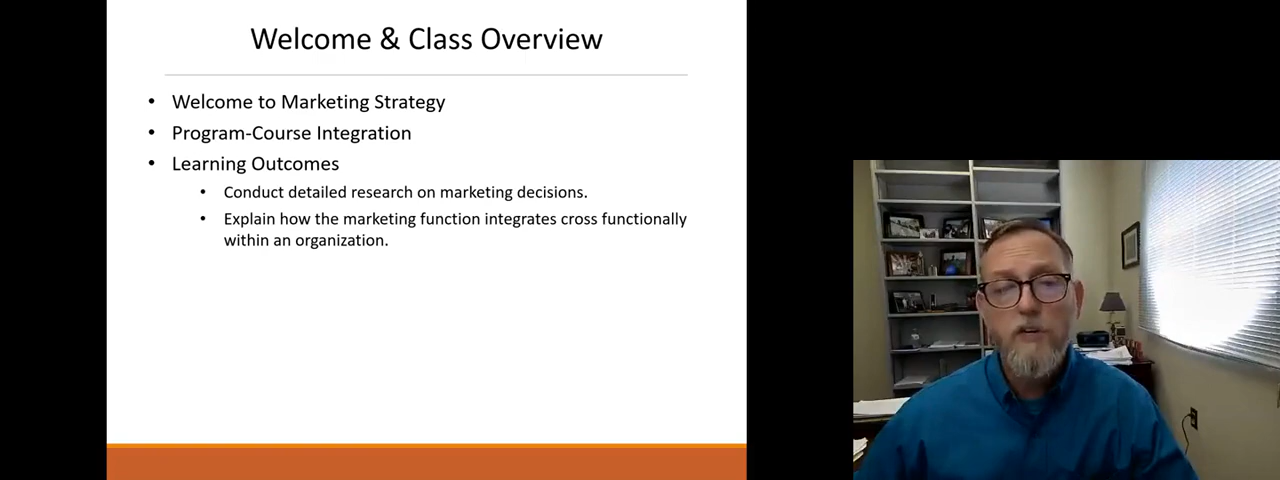 Welcome & Class Overview
• Welcome to Marketing Strategy
• Program-Course Integration
• Learning Outcomes
• Conduct detailed research on marketing decisions.
• Explain how the marketing function integrates cross functionally
within an organization.